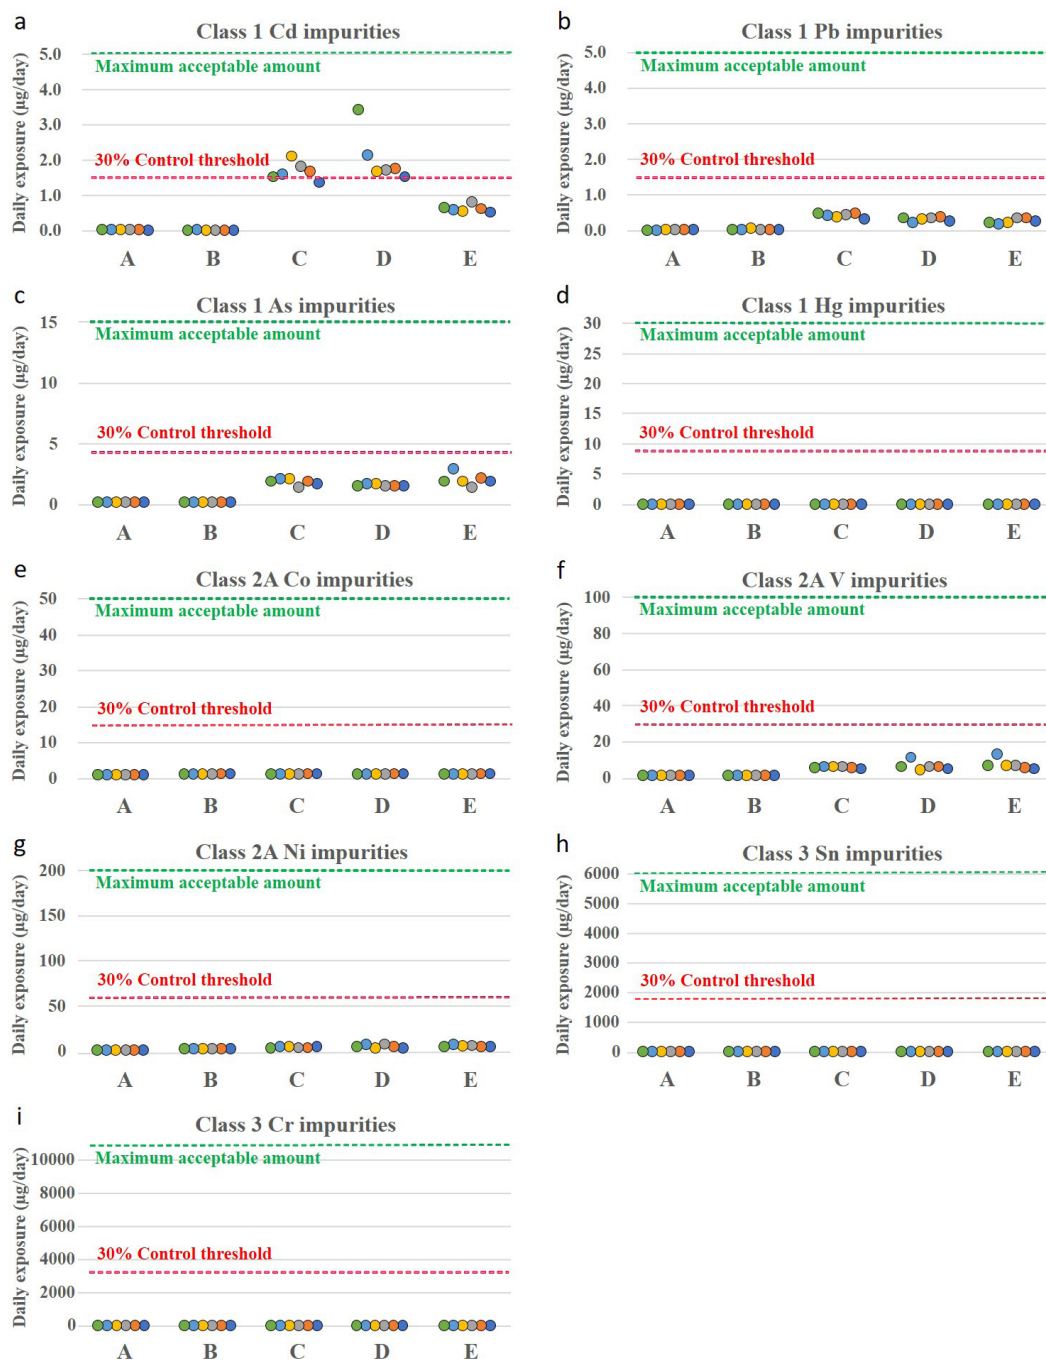 a
Class 1 Cd impurities
Daily exposure (µg/day)
5.0
Maximum acceptable amount
4.0
3.0
2.0
30% Control threshold
1.0
0.0
A B C D E
b
Class 1 Pb impurities
Daily exposure (µg/day)
5.0
Maximum acceptable amount
4.0
3.0
2.0
30% Control threshold
1.0
0.0
A B C D E
c
Class 1 As impurities
Daily exposure (µg/day)
15
Maximum acceptable amount
10
30% Control threshold
5
0
A B C D E
d
Class 1 Hg impurities
Daily exposure (µg/day)
30
Maximum acceptable amount
25
20
15
30% Control threshold
10
5
0
A B C D E
e
Class 2A Co impurities
Daily exposure (µg/day)
50
Maximum acceptable amount
40
30
20
30% Control threshold
10
0
A B C D E
f
Class 2A V impurities
Daily exposure (µg/day)
100
Maximum acceptable amount
80
60
40
30% Control threshold
20
0
A B C D E
g
Class 2A Ni impurities
Daily exposure (µg/day)
200
Maximum acceptable amount
150
100
30% Control threshold
50
0
A B C D E
h
Class 3 Sn impurities
Daily exposure (µg/day)
6000
Maximum acceptable amount
5000
4000
3000
30% Control threshold
2000
1000
0
A B C D E
i
Class 3 Cr impurities
Daily exposure (µg/day)
10000
Maximum acceptable amount
8000
6000
30% Control threshold
4000
2000
0
A B C D E